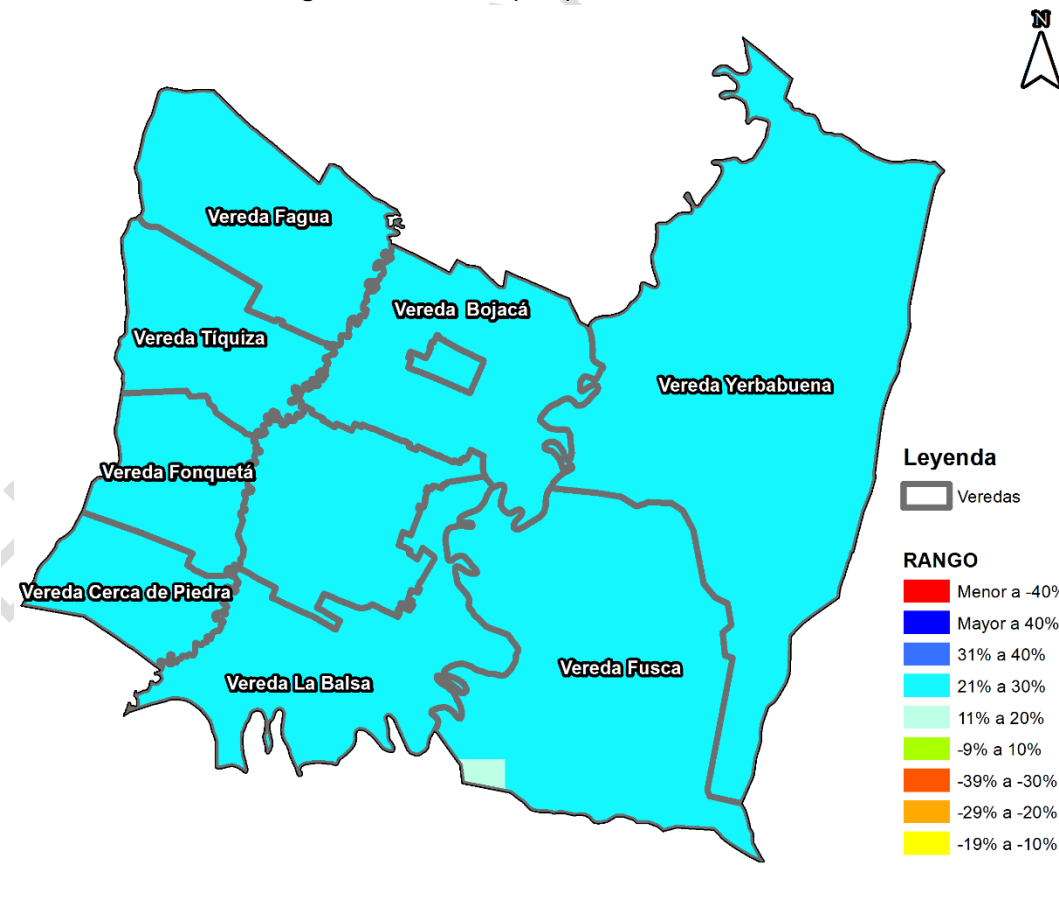 N
Vereda Fagua
Vereda Bojacá
Vereda Tíquiza
Vereda Yerbabuena
Vereda Fonquetá
Vereda Cerca de Piedra
Vereda La Balsa
Vereda Fusca
Leyenda
Veredas
RANGO
Menor a -40%
Mayor a 40%
31% a 40%
21% a 30%
11% a 20%
-9% a 10%
-39% a -30%
-29% a -20%
-19% a -10%